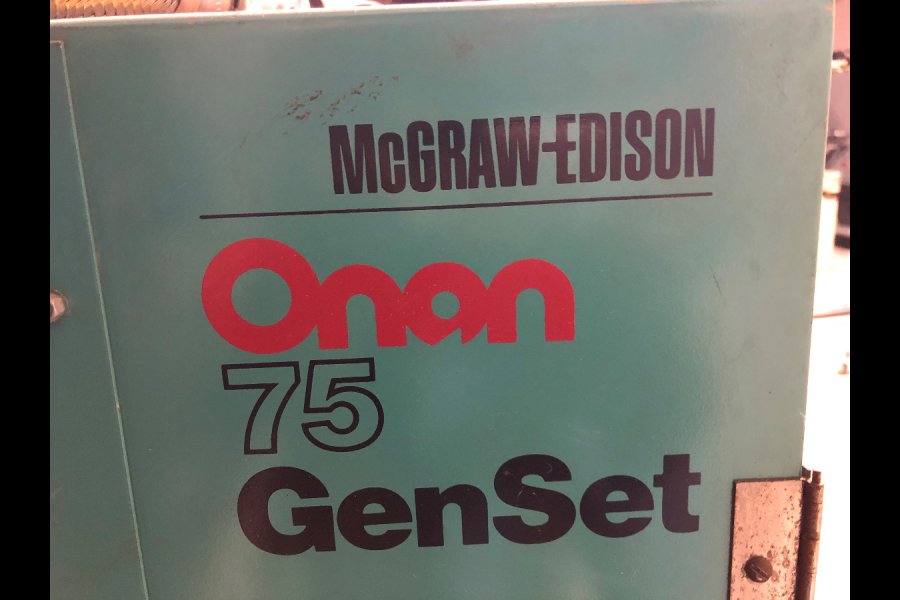 McGRAW-EDISON
Onan
75
GenSet